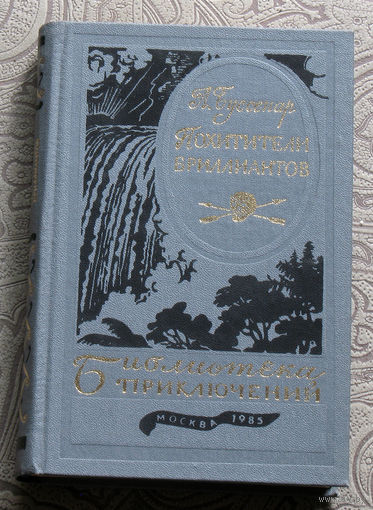 Л. Буссенар
Похитители
бриллиантов
Библиотека
приключений
МОСКВА 1985